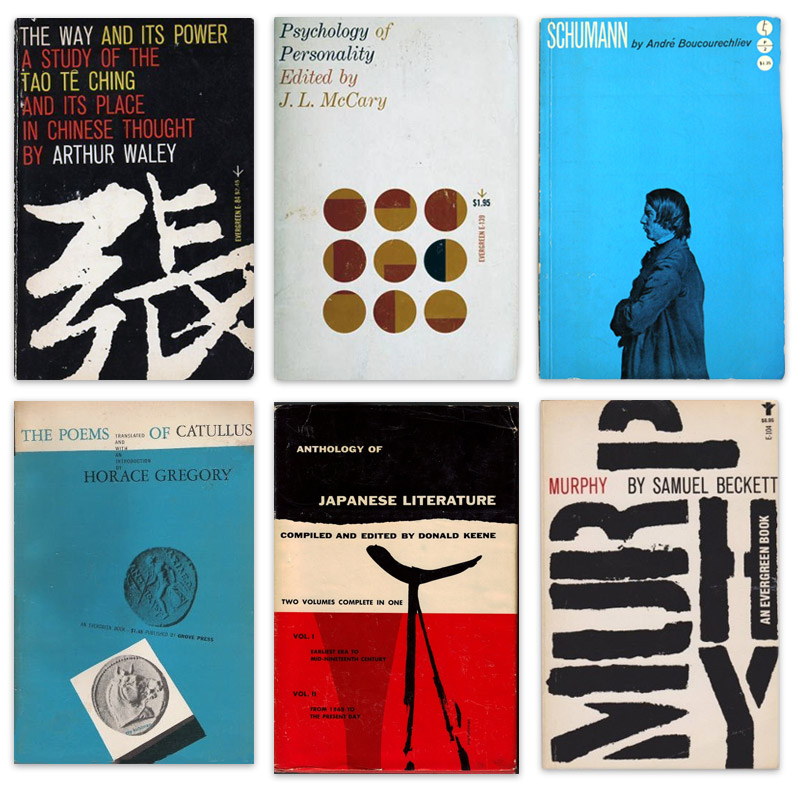 THE WAY AND ITS POWER
A STUDY OF THE
TAO TÊ CHING
AND ITS PLACE
IN CHINESE THOUGHT
BY ARTHUR WALEY
EVERGREEN E-84 $2.45
張
Psychology of
Personality
Edited by
J. L. McCary
$1.95
EVERGREEN E-139
SCHUMANN by André Boucourechliev
$1.35
THE POEMS TRANSLATED OF CATULLUS
AND
WITH
AN
INTRODUCTION
BY
HORACE GREGORY
AN EVERGREEN BOOK PUBLISHED BY GROVE PRESS
ANTHOLOGY OF
JAPANESE LITERATURE
COMPILED AND EDITED BY DONALD KEENE
TWO VOLUMES COMPLETE IN ONE
VOL. I
EARLIEST ERA TO
MID-NINETEENTH CENTURY
VOL. II
FROM 1868 TO
THE PRESENT DAY
$3.95
E-104
MURPHY BY SAMUEL BECKETT
MURPHY
AN EVERGREEN BOOK